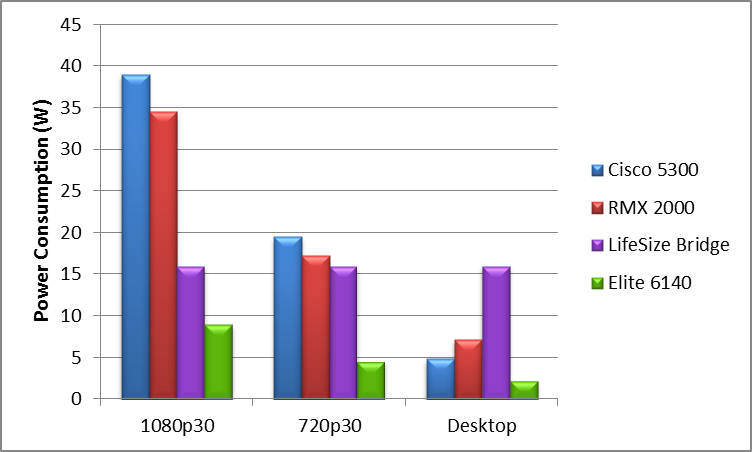 45
40
35
30
25
20
15
10
5
0
Power Consumption (W)
1080p30
720p30
Desktop
Cisco 5300
RMX 2000
LifeSize Bridge
Elite 6140